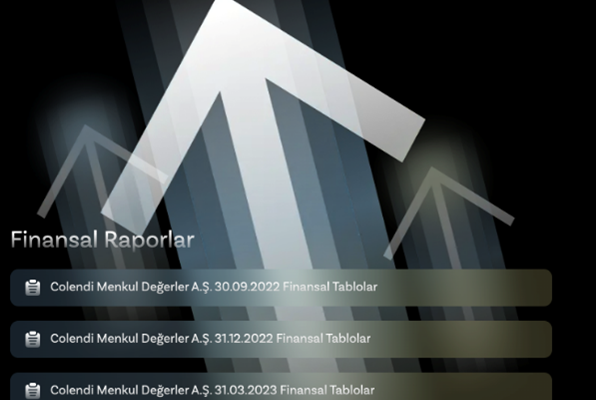 Finansal Raporlar
Colendi Menkul Değerler A.Ş. 30.09.2022 Finansal Tablolar
Colendi Menkul Değerler A.Ş. 31.12.2022 Finansal Tablolar
Colendi Menkul Değerler A.Ş. 31.03.2023 Finansal Tablolar